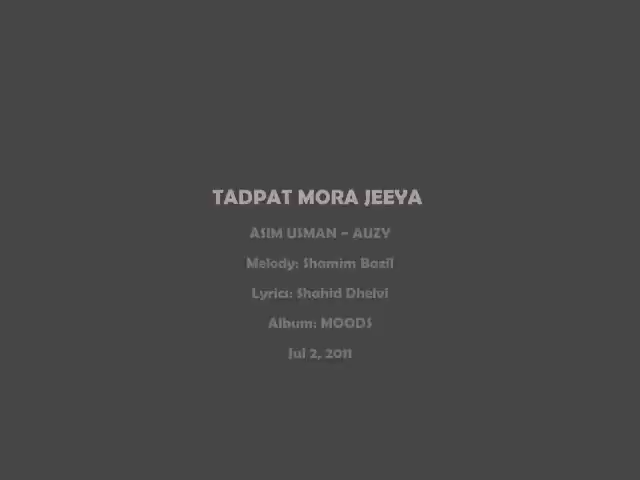 TADPAT MORA JEEYA
ASIM USMAN - AUZY
Melody: Shamim Bazil
Lyrics: Shahid Dhelvi
Album: MOODS
Jul 2, 2011